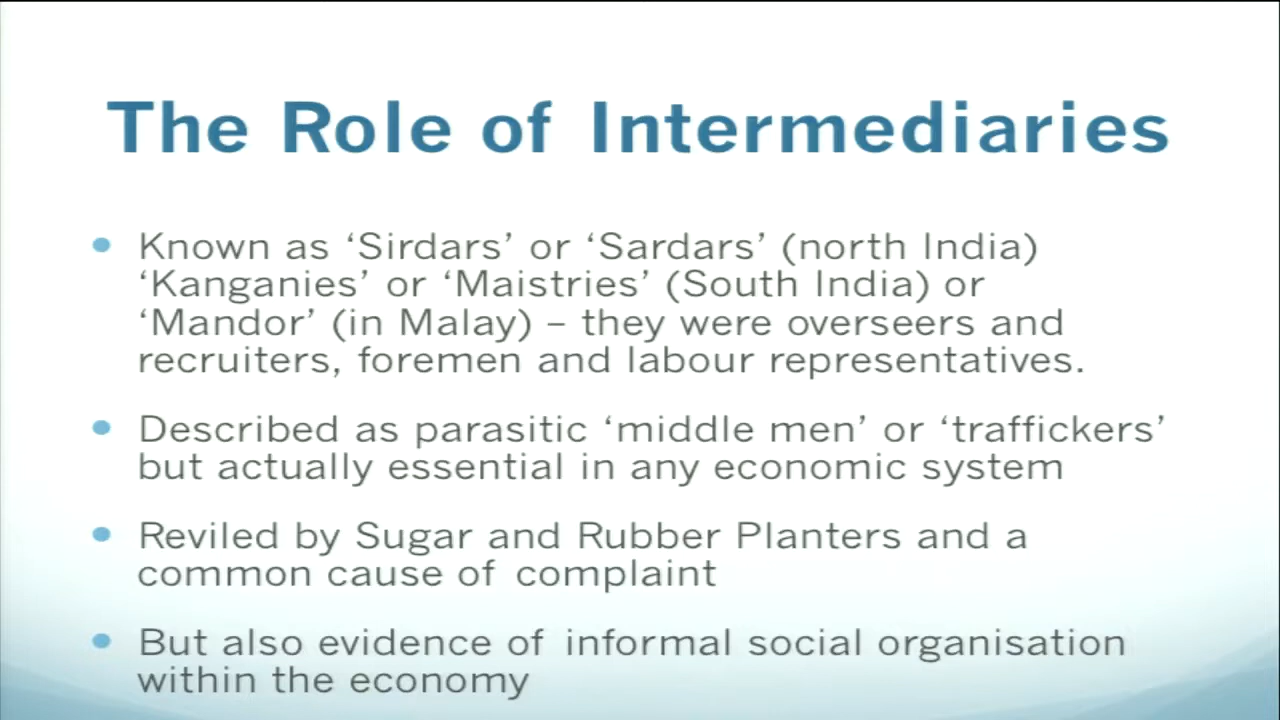 The Role of Intermediaries
• Known as ‘Sirdars’ or ‘Sardars’ (north India)
‘Kanganies’ or ‘Maistries’ (South India) or
‘Mandor’ (in Malay) – they were overseers and
recruiters, foremen and labour representatives.
• Described as parasitic ‘middle men’ or ‘traffickers’
but actually essential in any economic system
• Reviled by Sugar and Rubber Planters and a
common cause of complaint
• But also evidence of informal social organisation
within the economy